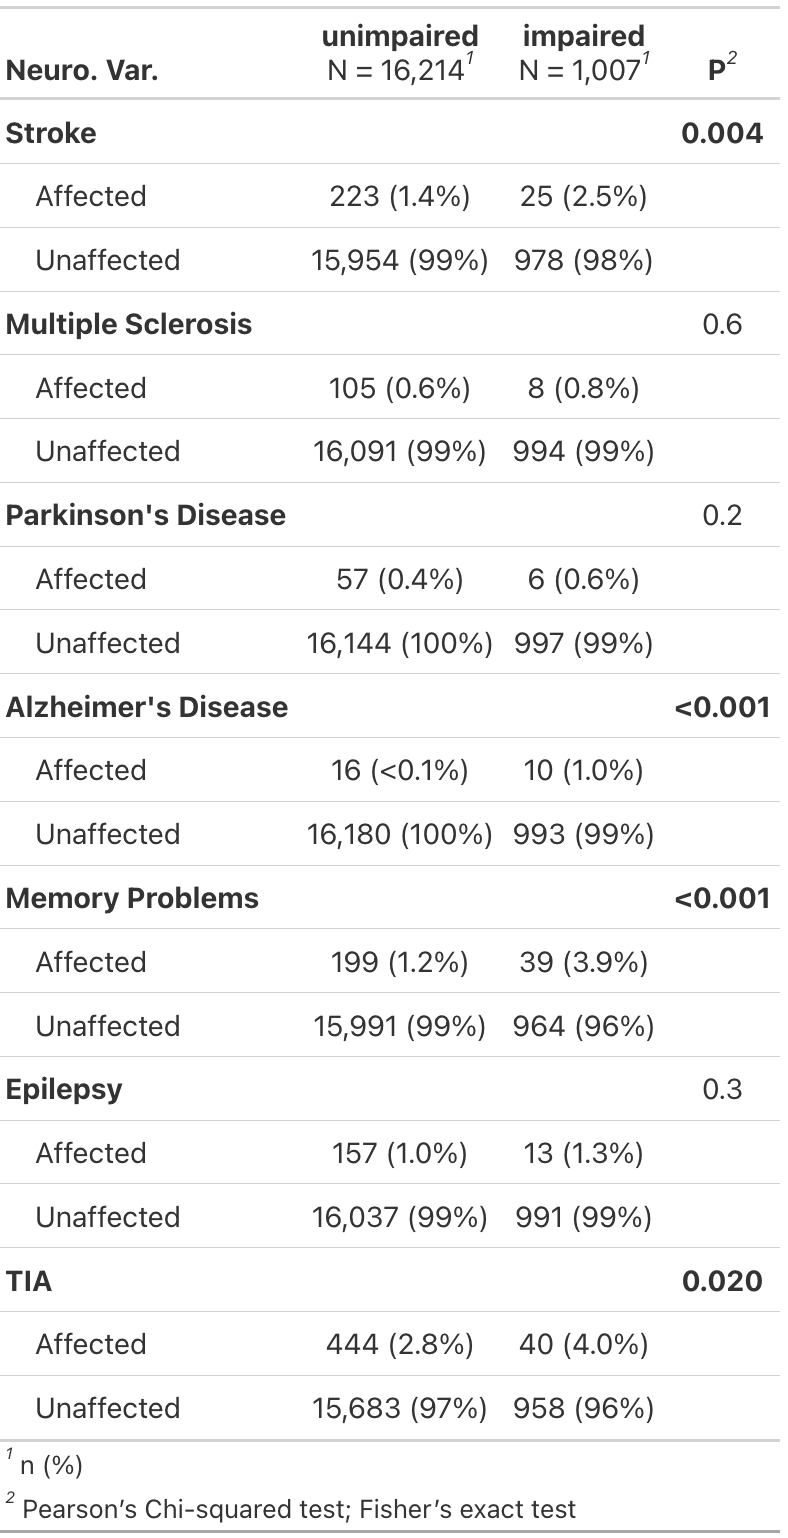 Neuro. Var. unimpaired N = 16,214¹ impaired N = 1,007¹ P²
Stroke 0.004
Affected 223 (1.4%) 25 (2.5%)
Unaffected 15,954 (99%) 978 (98%)
Multiple Sclerosis 0.6
Affected 105 (0.6%) 8 (0.8%)
Unaffected 16,091 (99%) 994 (99%)
Parkinson's Disease 0.2
Affected 57 (0.4%) 6 (0.6%)
Unaffected 16,144 (100%) 997 (99%)
Alzheimer's Disease <0.001
Affected 16 (<0.1%) 10 (1.0%)
Unaffected 16,180 (100%) 993 (99%)
Memory Problems <0.001
Affected 199 (1.2%) 39 (3.9%)
Unaffected 15,991 (99%) 964 (96%)
Epilepsy 0.3
Affected 157 (1.0%) 13 (1.3%)
Unaffected 16,037 (99%) 991 (99%)
TIA 0.020
Affected 444 (2.8%) 40 (4.0%)
Unaffected 15,683 (97%) 958 (96%)
¹ n (%)
² Pearson’s Chi-squared test; Fisher’s exact test